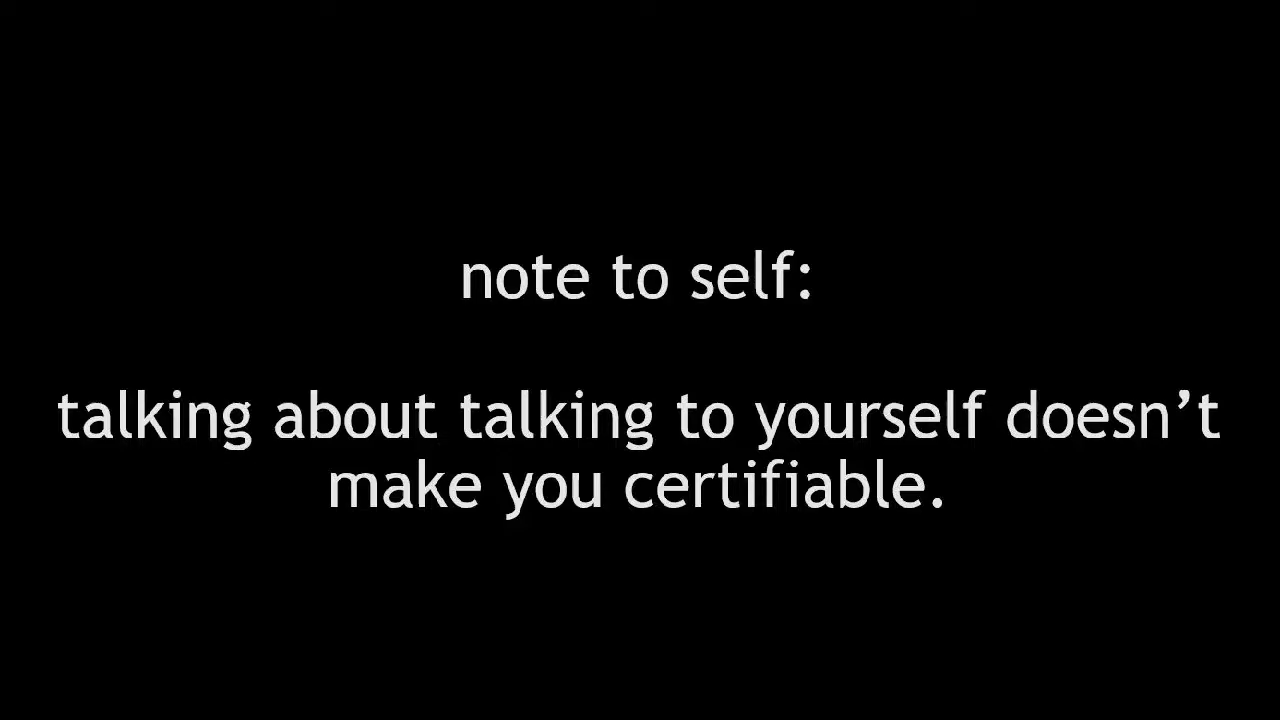 note to self:
talking about talking to yourself doesn’t
make you certifiable.